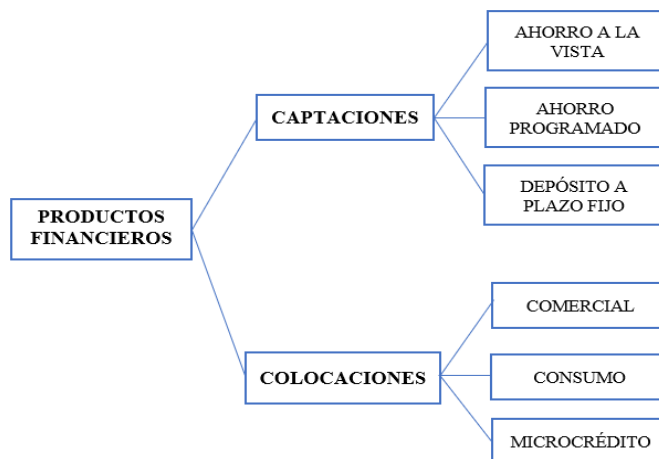 PRODUCTOS
FINANCIEROS
CAPTACIONES
AHORRO A LA
VISTA
AHORRO
PROGRAMADO
DEPÓSITO A
PLAZO FIJO
COLOCACIONES
COMERCIAL
CONSUMO
MICROCRÉDITO